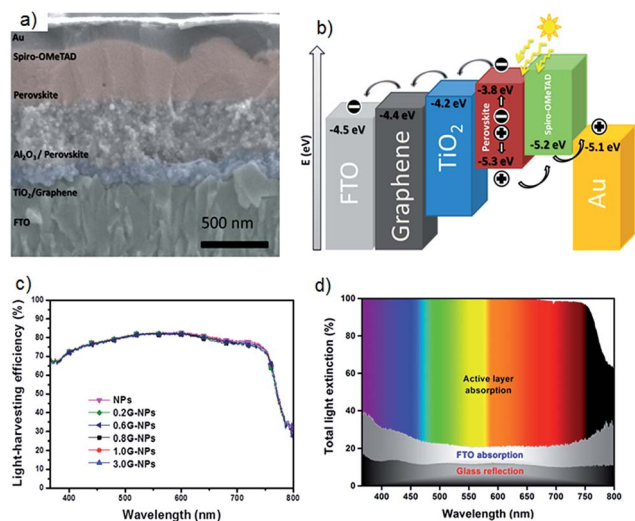 a)
Au
Spiro-OMeTAD
Perovskite
Al₂O₃/ Perovskite
TiO₂/Graphene
FTO
500 nm
b)
E (eV)
-4.5 eV
FTO
-4.4 eV
Graphene
-4.2 eV
TiO₂
-3.8 eV
Perovskite
-5.3 eV
Spiro-OMeTAD
-5.2 eV
-5.1 eV
Au
c)
Light-harvesting efficiency (%)
100
90
80
70
60
50
40
30
20
10
0
NPs
0.2G-NPs
0.6G-NPs
0.8G-NPs
1.0G-NPs
3.0G-NPs
400 500 600 700 800
Wavelength (nm)
d)
Total light extinction (%)
100
80
60
40
20
0
Active layer
absorption
FTO absorption
Glass reflection
400 450 500 550 600 650 700 750 800
Wavelength (nm)